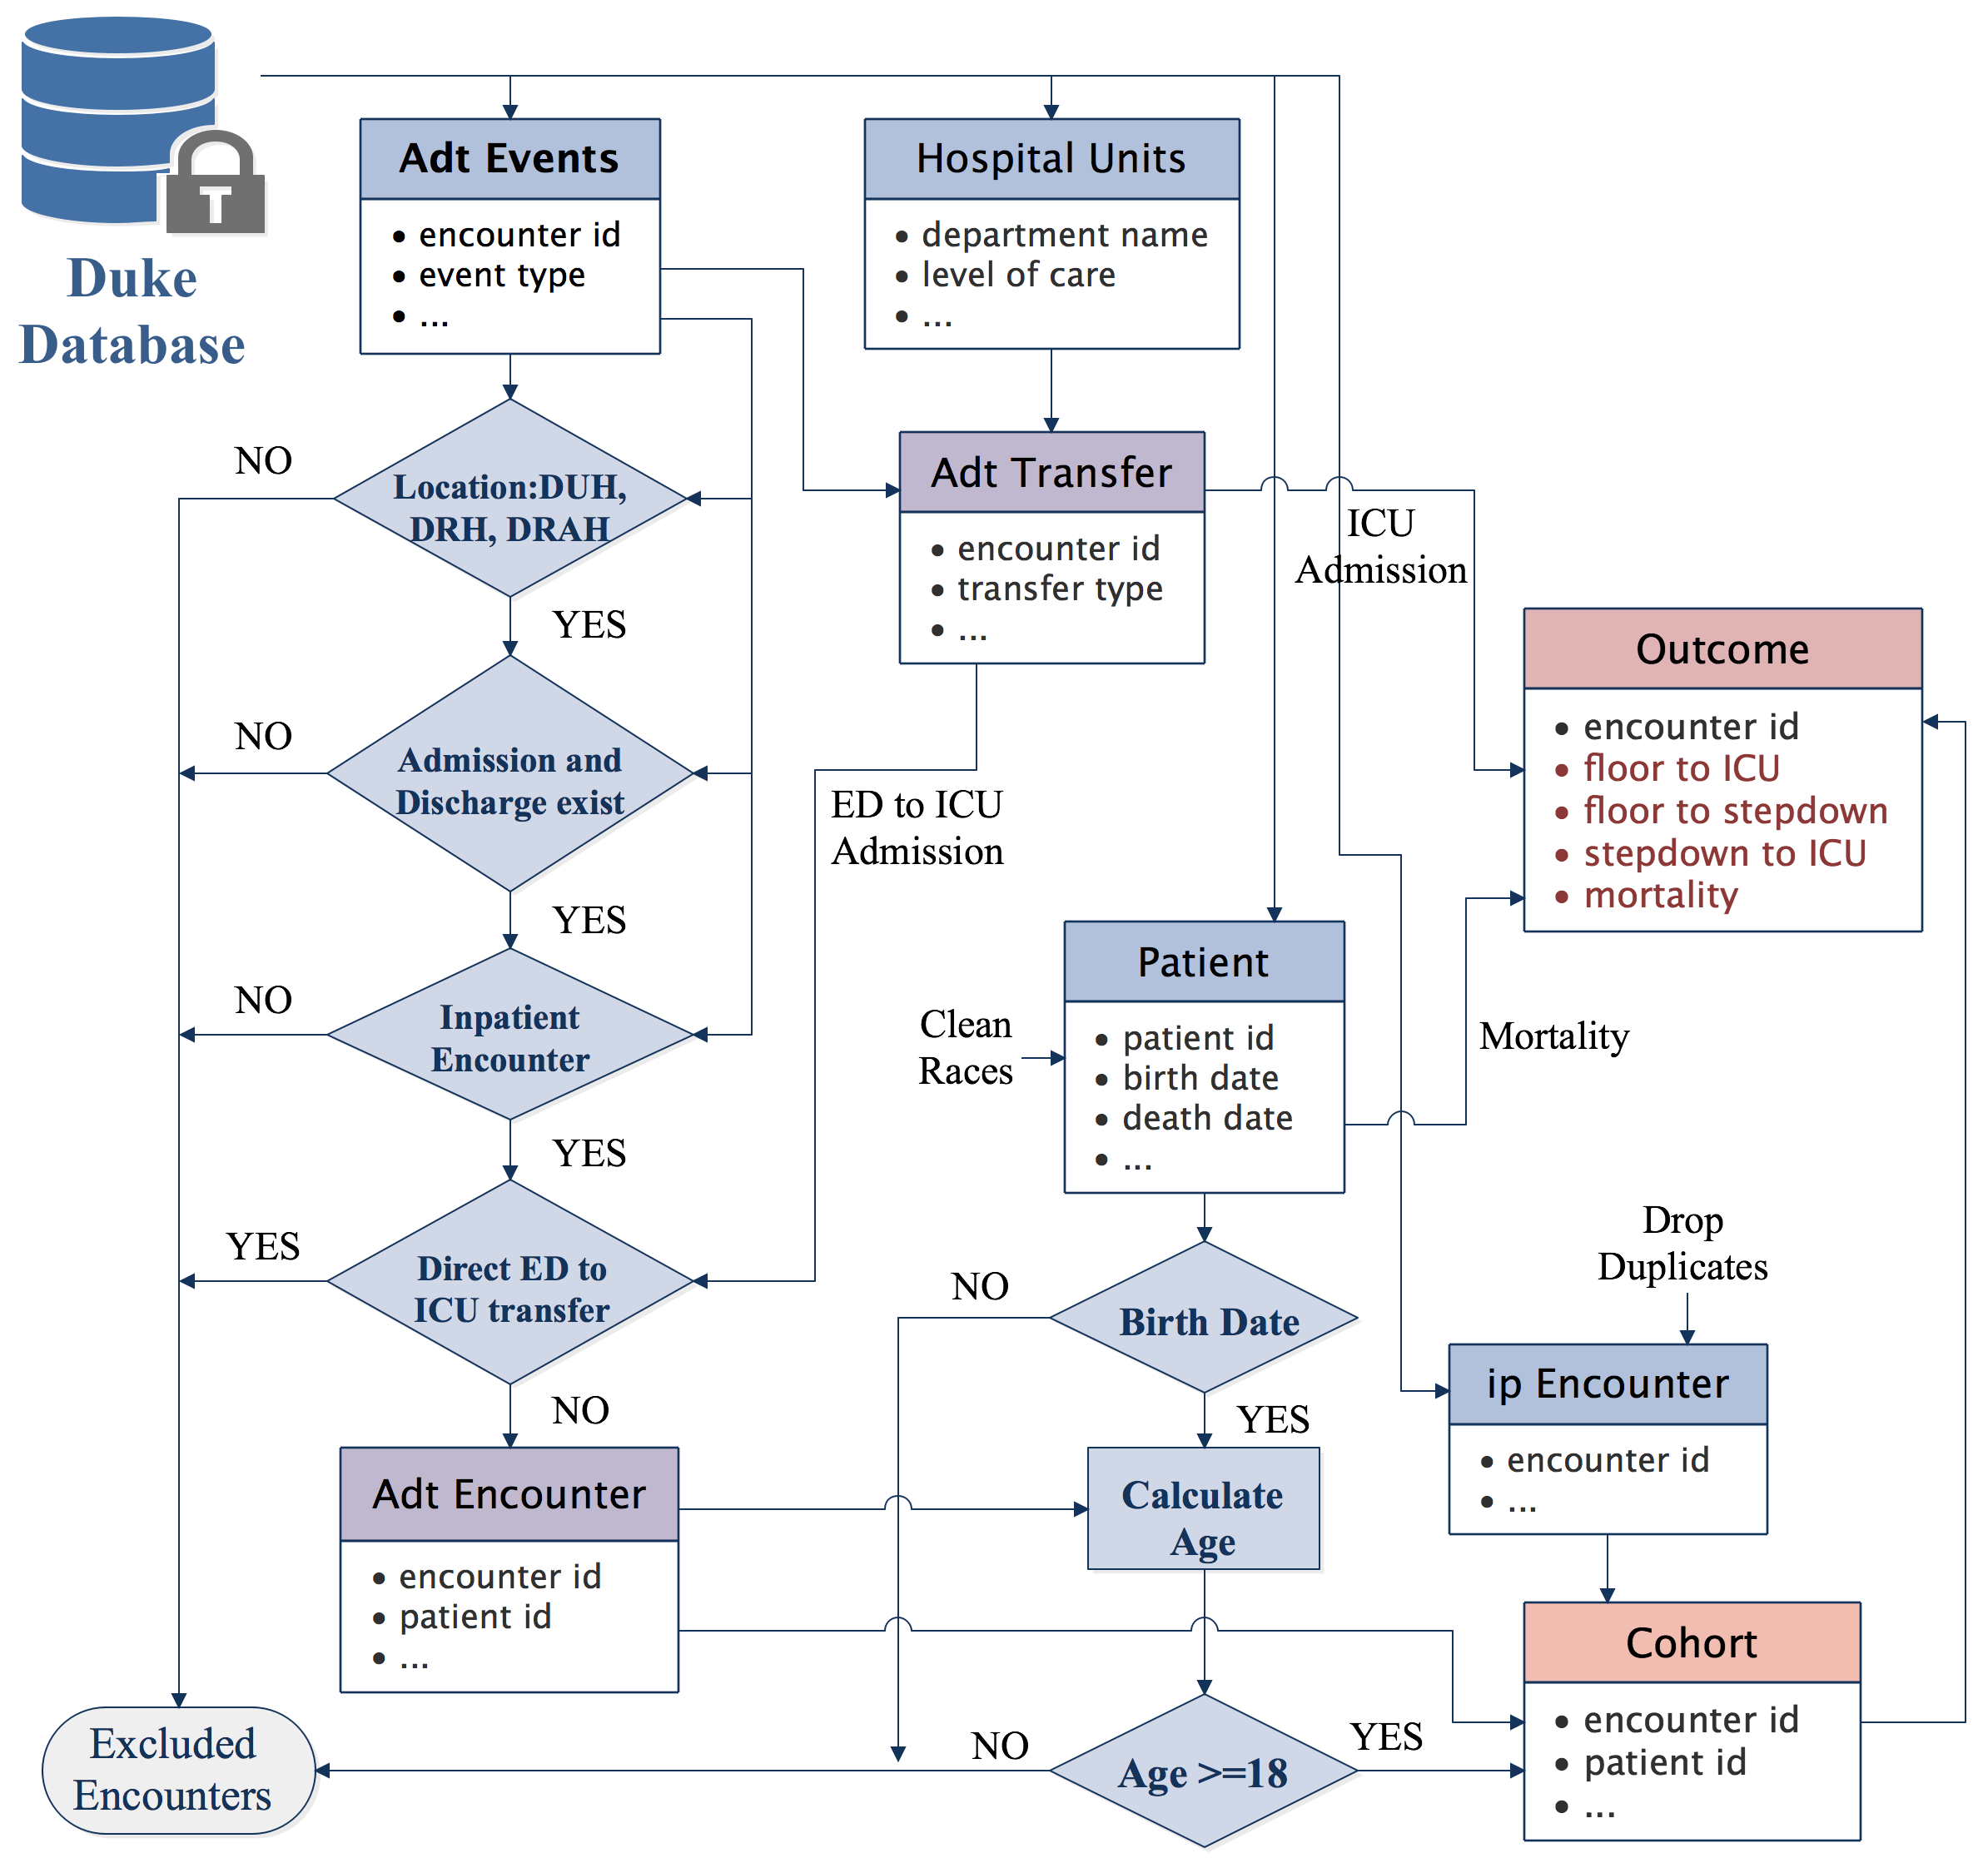 Duke
Database
T
Adt Events
• encounter id
• event type
• ...
Hospital Units
• department name
• level of care
• ...
NO
Location:DUH,
DRH, DRAH
YES
Adt Transfer
• encounter id
• transfer type
• ...
ICU
Admission
Outcome
• encounter id
• floor to ICU
• floor to stepdown
• stepdown to ICU
• mortality
NO
Admission and
Discharge exist
YES
ED to ICU
Admission
NO
Inpatient
Encounter
YES
Clean
Races
Patient
• patient id
• birth date
• death date
• ...
Mortality
YES
Direct ED to
ICU transfer
NO
NO
Birth Date
YES
Drop
Duplicates
ip Encounter
• encounter id
• ...
Adt Encounter
• encounter id
• patient id
• ...
Calculate
Age
Cohort
• encounter id
• patient id
• ...
Excluded
Encounters
NO
Age >=18
YES